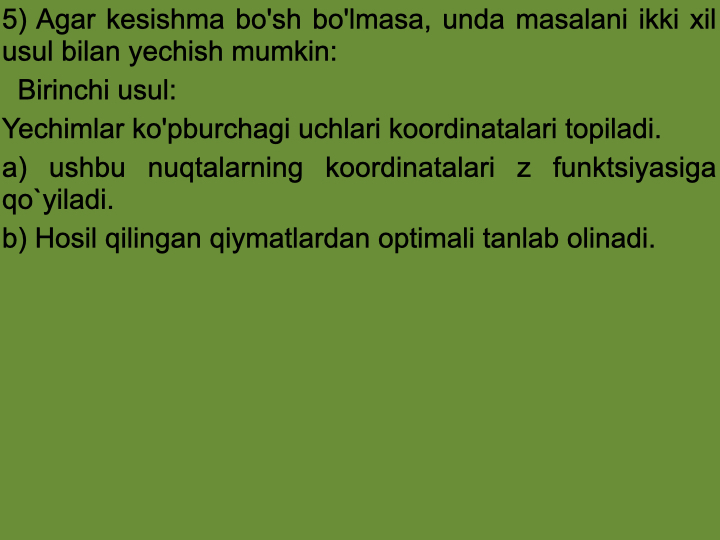 5) Agar kesishma bo'sh bo'lmasa, unda masalani ikki xil
usul bilan yechish mumkin:
Birinchi usul:
Yechimlar ko'pburchagi uchlari koordinatalari topiladi.
a) ushbu nuqtalarning koordinatalari z funktsiyasiga
qo`yiladi.
b) Hosil qilingan qiymatlardan optimali tanlab olinadi.